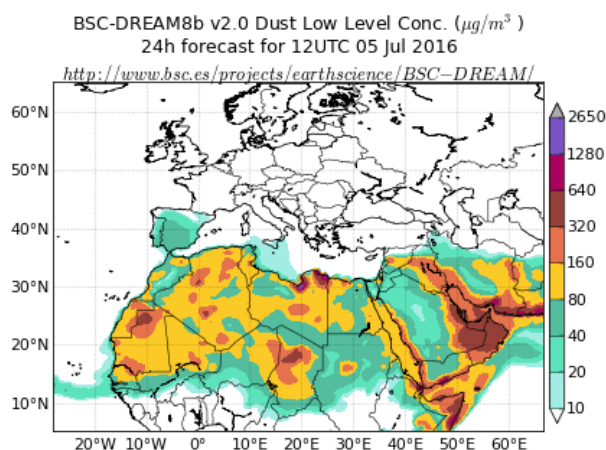 BSC-DREAM8b v2.0 Dust Low Level Conc. (μg/m³ )
24h forecast for 12UTC 05 Jul 2016
http://www.bsc.es/projects/earthscience/BSC−DREAM/
60°N
50°N
40°N
30°N
20°N
10°N
20°W 10°W 0° 10°E 20°E 30°E 40°E 50°E 60°E
2650
1280
640
320
160
80
40
20
10